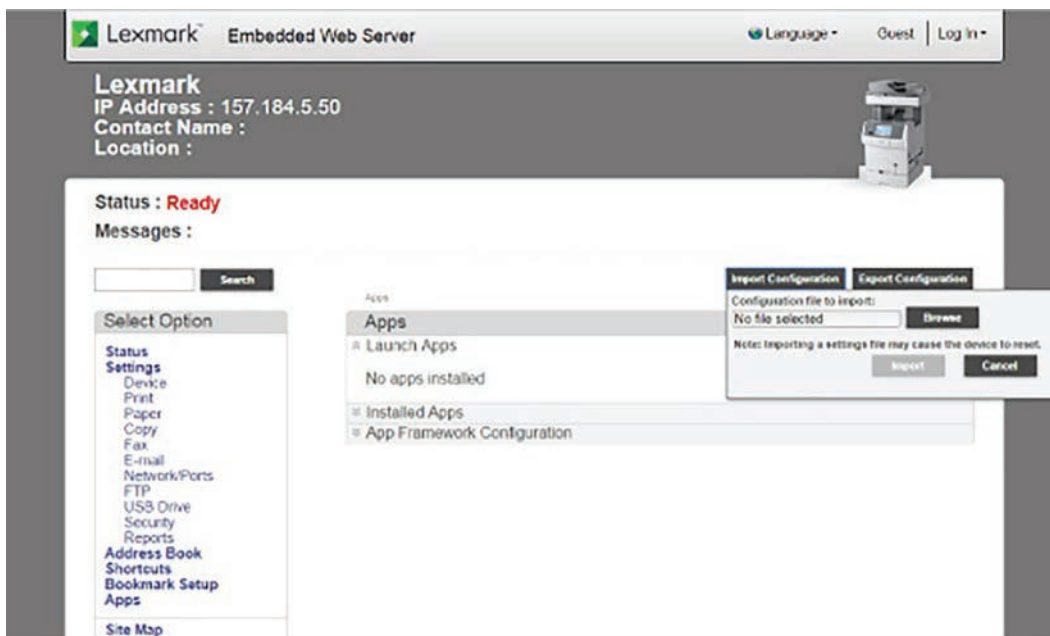 Lexmark™ Embedded Web Server Language Guest | Log In
Lexmark
IP Address : 157.184.5.50
Contact Name :
Location :
Status : Ready
Messages :
Search
Import Configuration Export Configuration
Configuration file to import:
No file selected Browse
Note: Importing a settings file may cause the device to reset.
Import Cancel
Apps
Apps
Launch Apps
No apps installed
Installed Apps
App Framework Configuration
Select Option
Status
Settings
Device
Print
Paper
Copy
Fax
E-mail
Network/Ports
FTP
USB Drive
Security
Reports
Address Book
Shortcuts
Bookmark Setup
Apps
Site Map